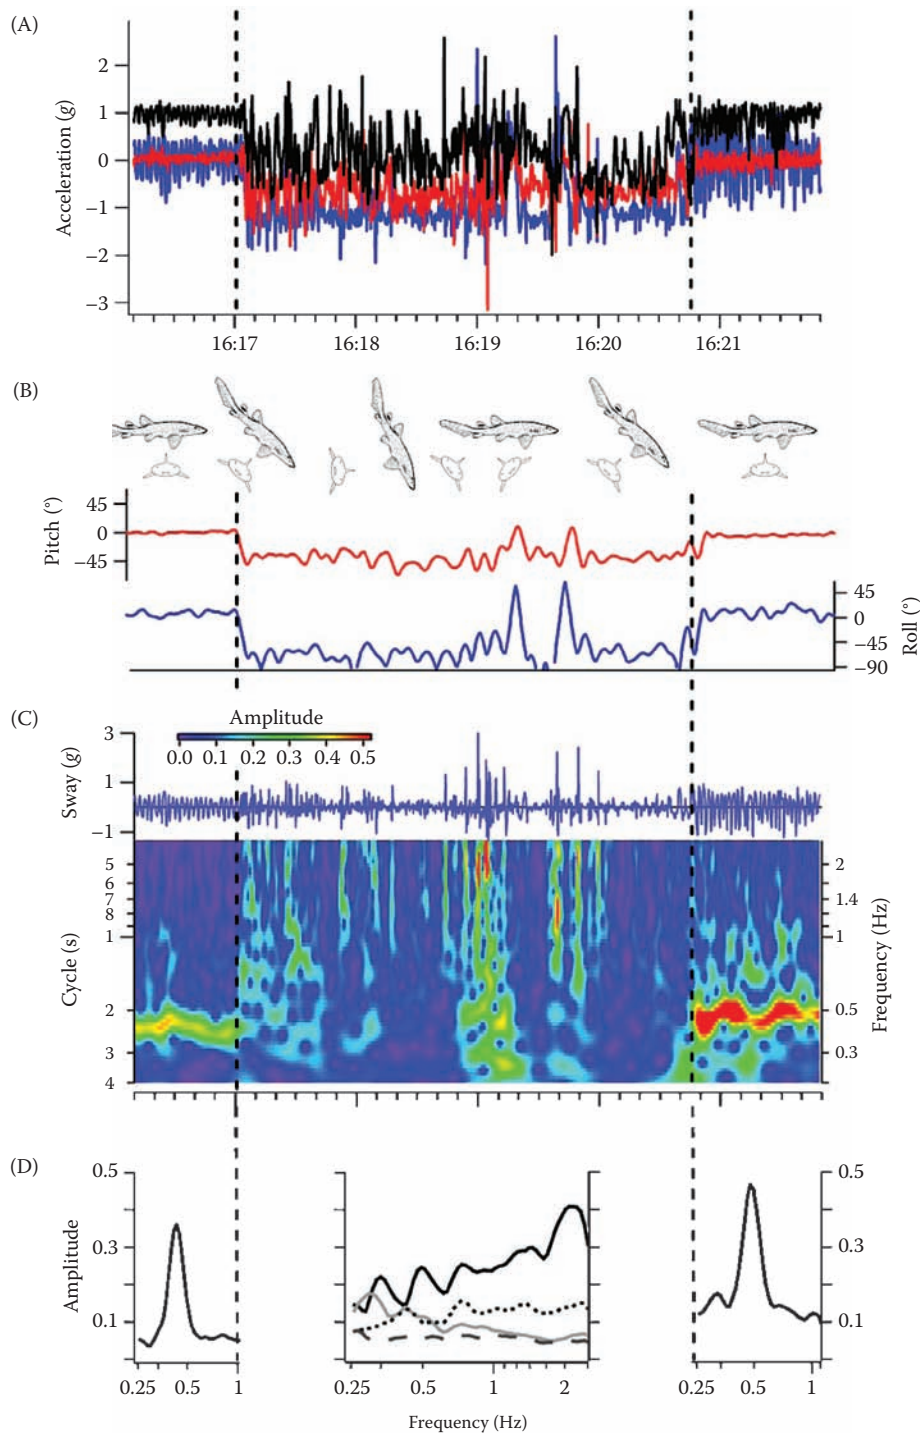 (A)
Acceleration (g)
2
1
0
−1
−2
−3
16:17 16:18 16:19 16:20 16:21
(B)
Pitch (°)
45
0
−45
45
0
−45
−90
Roll (°)
(C)
Amplitude
0.0 0.1 0.2 0.3 0.4 0.5
Sway (g)
3
1
−1
Cycle (s)
5
6
7
8
1
2
3
4
2
1.4
1
0.5
0.3
Frequency (Hz)
(D)
Amplitude
0.5
0.3
0.1
0.5
0.3
0.1
0.25 0.5 1
0.25 0.5 1 2
0.25 0.5 1
Frequency (Hz)